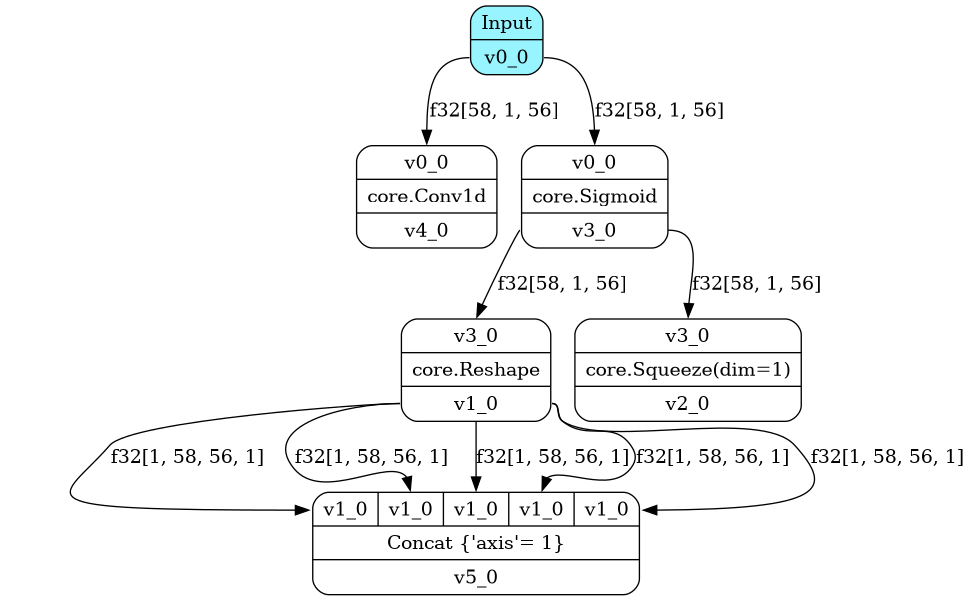 Input
v0_0
f32[58, 1, 56] f32[58, 1, 56]
v0_0 v0_0
core.Conv1d core.Sigmoid
v4_0 v3_0
f32[58, 1, 56] f32[58, 1, 56]
v3_0 v3_0
core.Reshape core.Squeeze(dim=1)
v1_0 v2_0
f32[1, 58, 56, 1] f32[1, 58, 56, 1] f32[1, 58, 56, 1] f32[1, 58, 56, 1] f32[1, 58, 56, 1]
v1_0 v1_0 v1_0 v1_0 v1_0
Concat {'axis'= 1}
v5_0